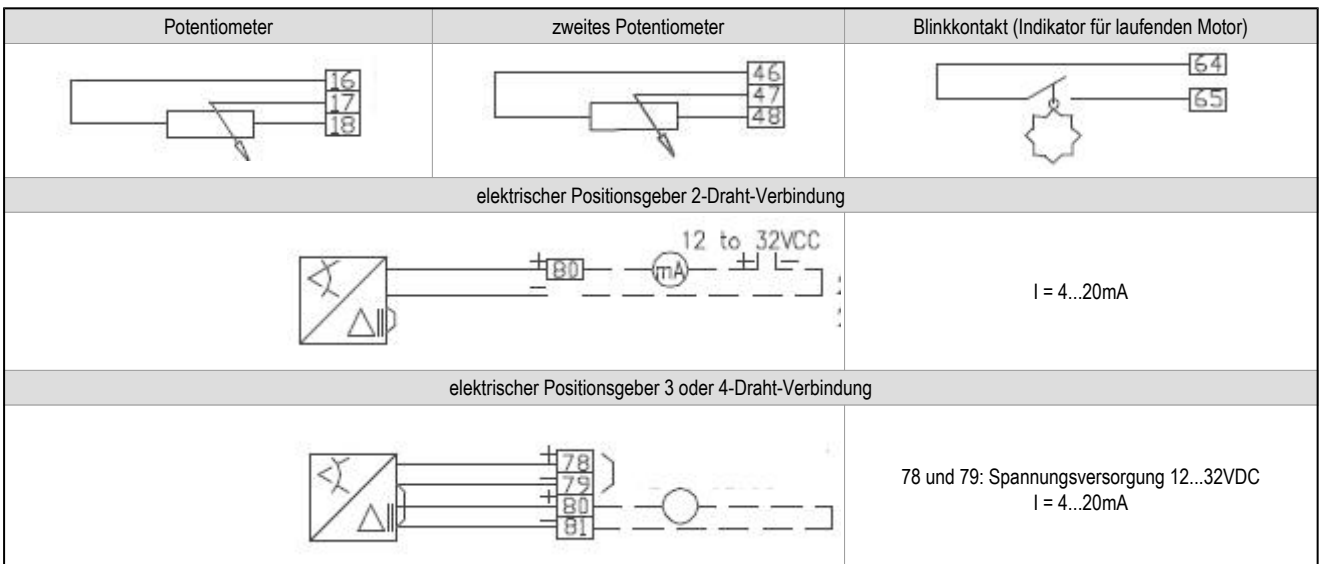 Potentiometer
zweites Potentiometer
Blinkkontakt (Indikator für laufenden Motor)
16
17
18
46
47
48
64
65
elektrischer Positionsgeber 2-Draht-Verbindung
12 to 32VCC
+ 80 mA + -
-
I = 4...20mA
elektrischer Positionsgeber 3 oder 4-Draht-Verbindung
+ 78
- 79
+ 80
- 81
78 und 79: Spannungsversorgung 12...32VDC
I = 4...20mA